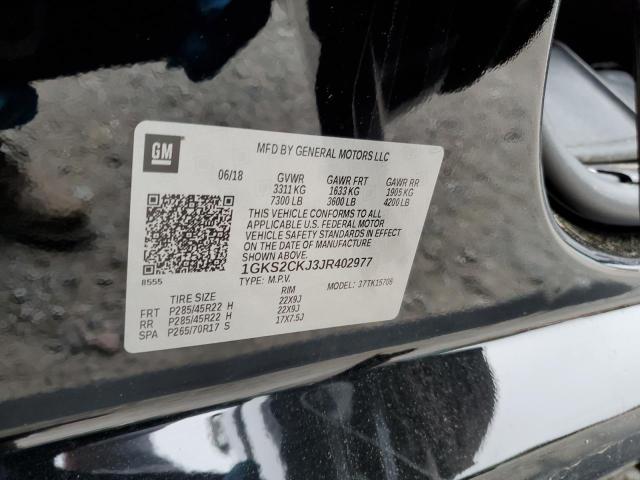 GM
MFD BY GENERAL MOTORS LLC
06/18 GVWR GAWR FRT GAWR RR
3311 KG 1633 KG 1905 KG
7300 LB 3600 LB 4200 LB
THIS VEHICLE CONFORMS TO ALL
APPLICABLE U.S. FEDERAL MOTOR
VEHICLE SAFETY STANDARDS IN EFFECT
ON THE DATE OF MANUFACTURE
SHOWN ABOVE.
1GKS2CKJ3JR402977
8555 TYPE: M.P.V. MODEL: 37TK15706
TIRE SIZE RIM
FRT P285/45R22 H 22X9J
RR P285/45R22 H 22X9J
SPA P265/70R17 S 17X7.5J